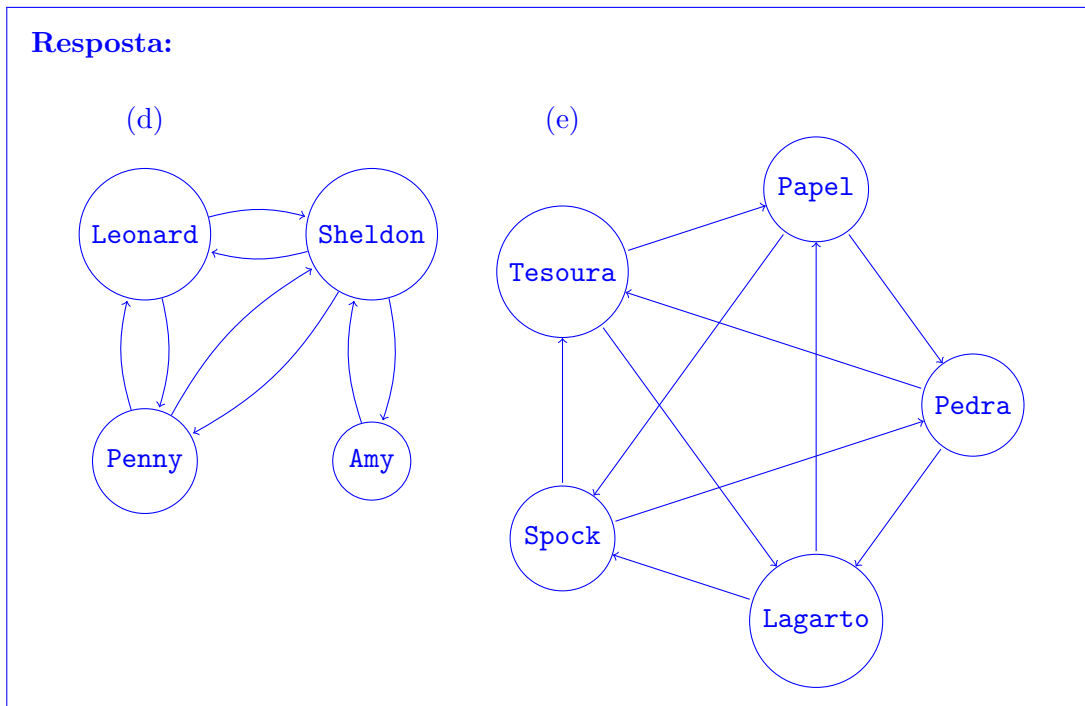 Resposta:
(d)
Leonard
Sheldon
Penny
Amy
(e)
Papel
Tesoura
Pedra
Spock
Lagarto